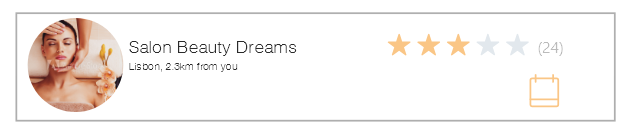 Salon Beauty Dreams
(24)
Lisbon, 2.3km from you